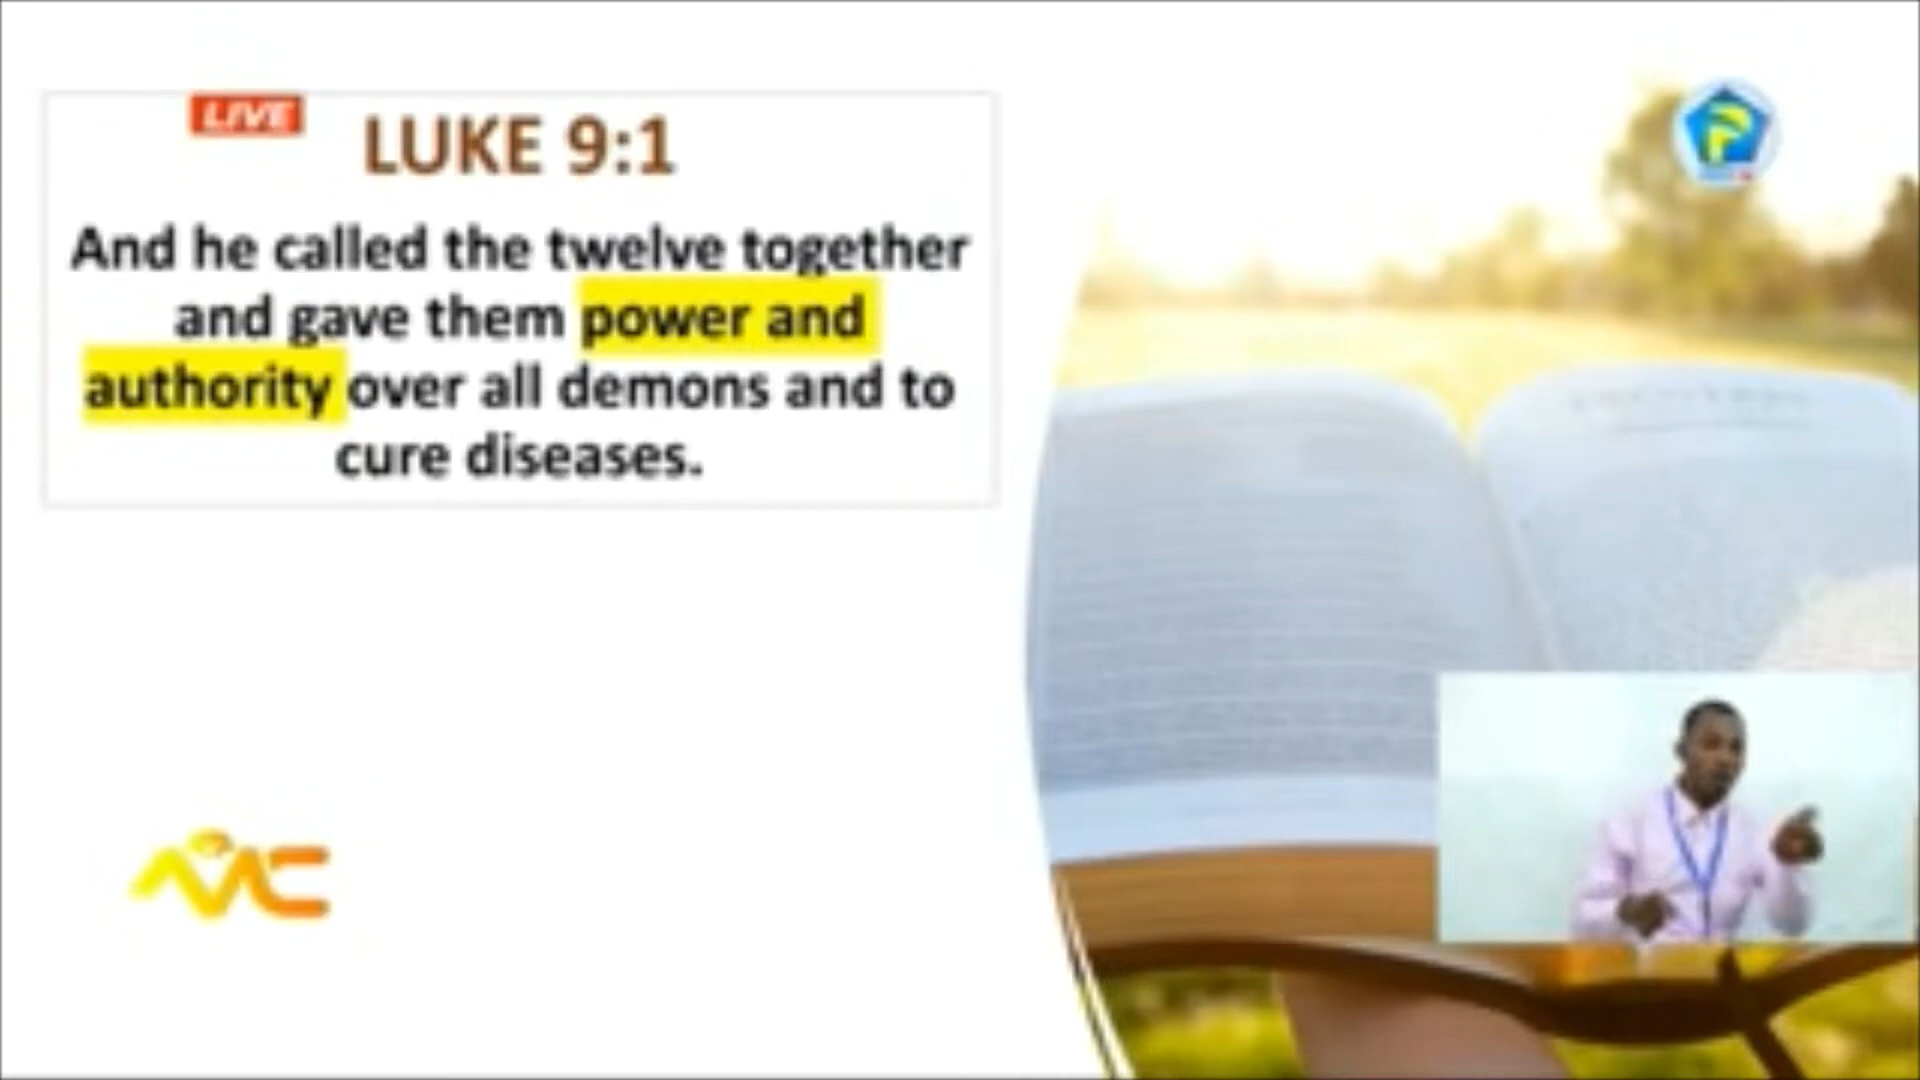 LIVE
LUKE 9:1
And he called the twelve together
and gave them power and
authority over all demons and to
cure diseases.